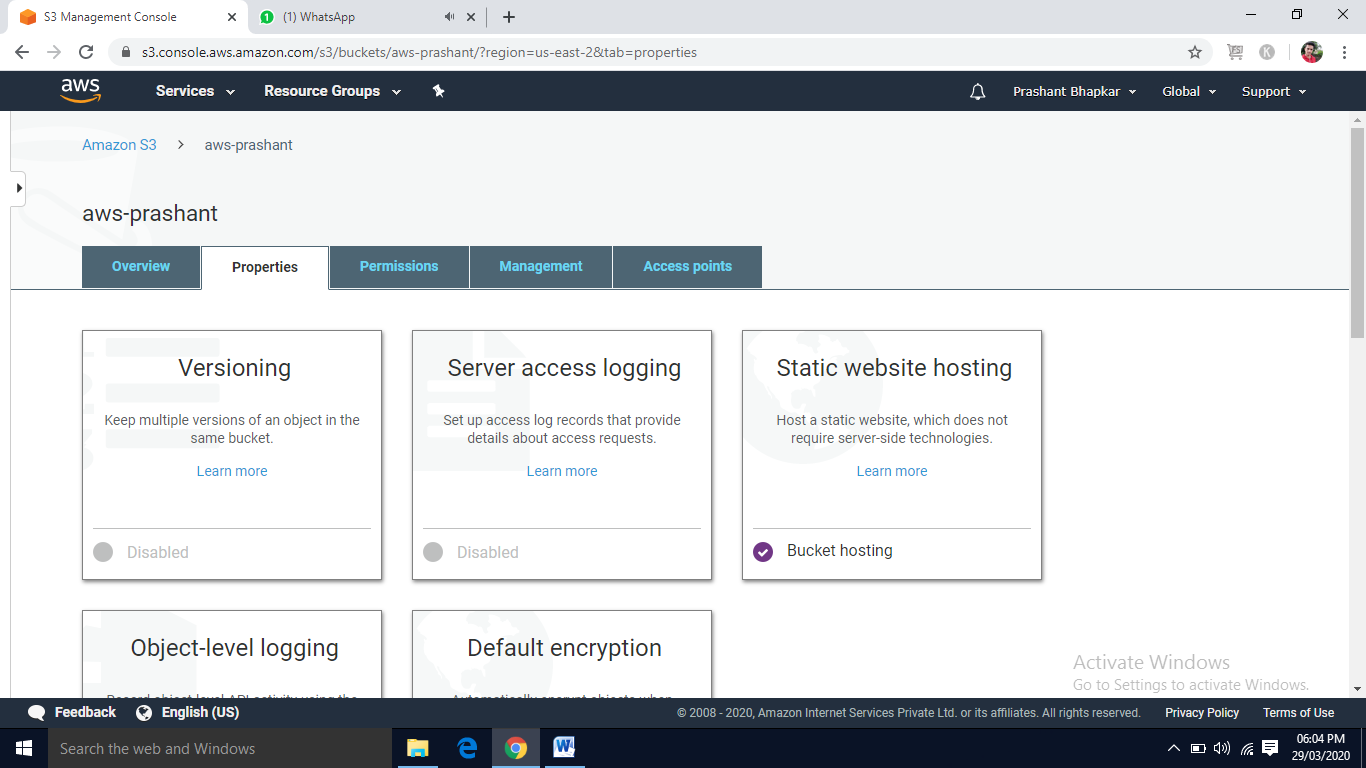 S3 Management Console
(1) WhatsApp
s3.console.aws.amazon.com/s3/buckets/aws-prashant/?region=us-east-2&tab=properties
K
aws
Services
Resource Groups
Prashant Bhapkar
Global
Support
Amazon S3 > aws-prashant
aws-prashant
Overview
Properties
Permissions
Management
Access points
Versioning
Keep multiple versions of an object in the
same bucket.
Learn more
Disabled
Server access logging
Set up access log records that provide
details about access requests.
Learn more
Disabled
Static website hosting
Host a static website, which does not
require server-side technologies.
Learn more
Bucket hosting
Object-level logging
Default encryption
Activate Windows
Go to Settings to activate Windows.
Feedback
English (US)
© 2008 - 2020, Amazon Internet Services Private Ltd. or its affiliates. All rights reserved.
Privacy Policy
Terms of Use
Search the web and Windows
06:04 PM
29/03/2020